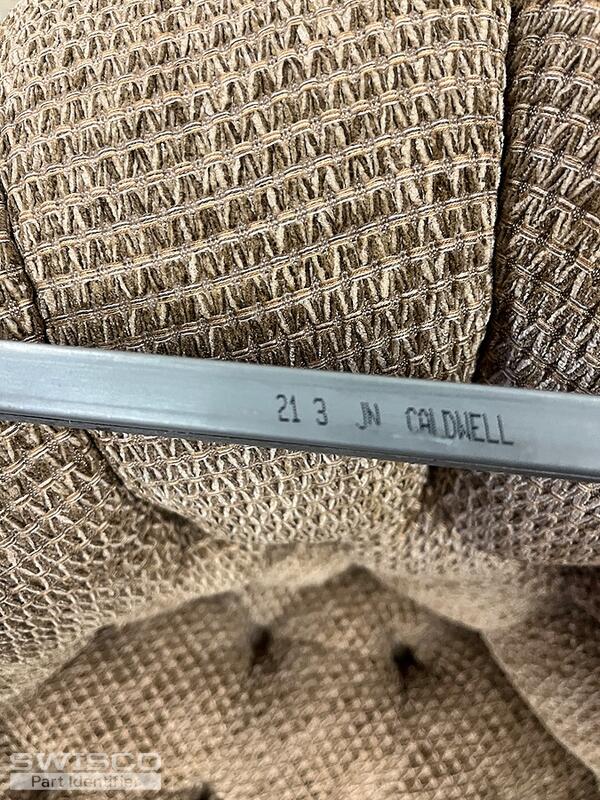 21 3 JN CALDWELL
SWISCO
Part Identifier